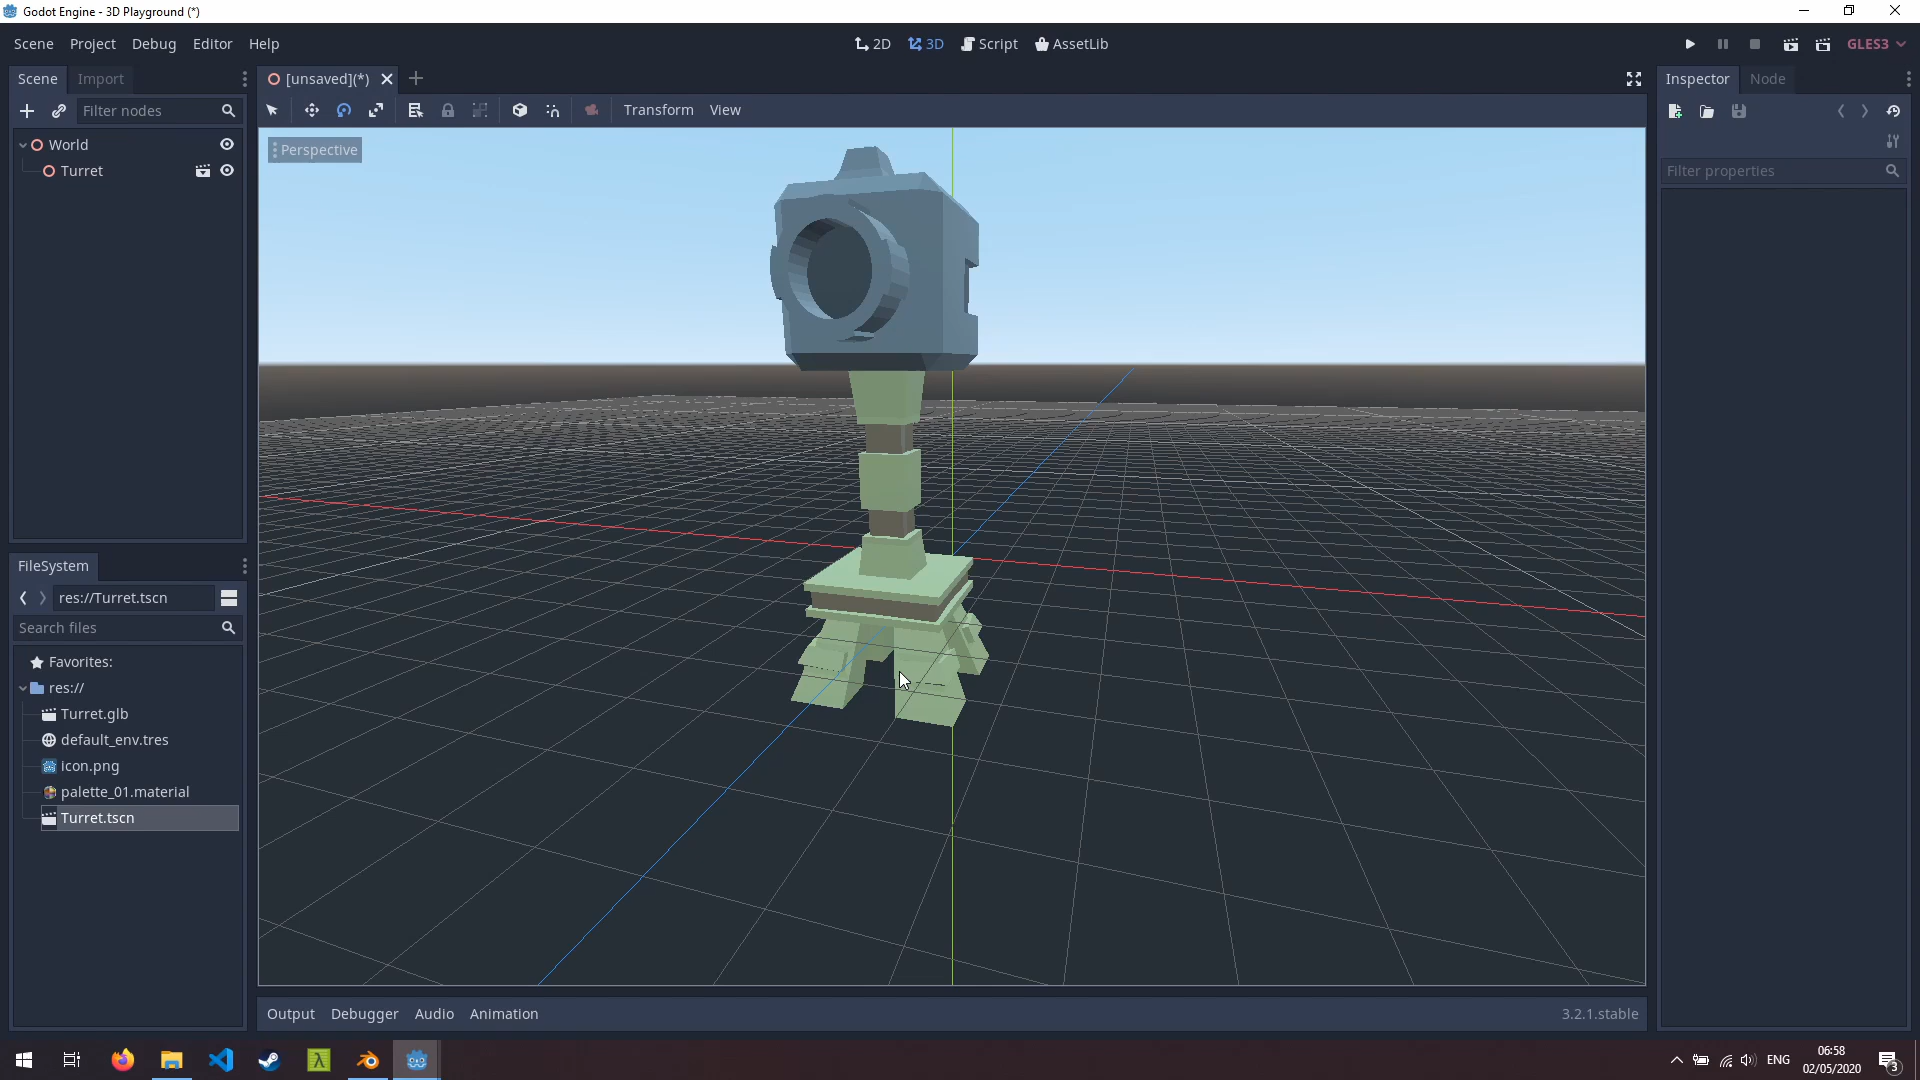 Godot Engine - 3D Playground (*)
Scene Project Debug Editor Help
2D 3D Script AssetLib
GLES3
Scene Import
[unsaved](*)
Inspector Node
Filter nodes
Transform View
World
Turret
Perspective
Filter properties
FileSystem
res://Turret.tscn
Search files
Favorites:
res://
Turret.glb
default_env.tres
icon.png
palette_01.material
Turret.tscn
Output Debugger Audio Animation
3.2.1.stable
ENG
06:58
02/05/2020
3